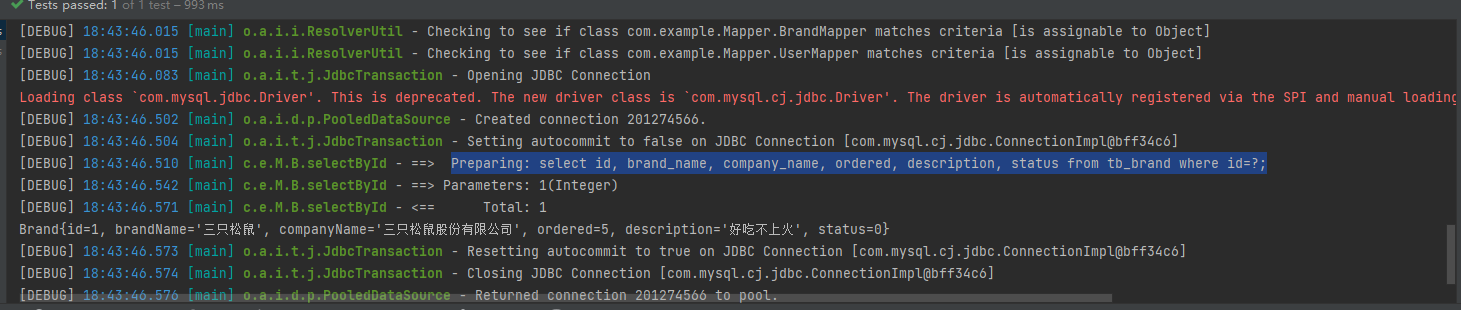 Tests passed: 1 of 1 test – 993 ms
[DEBUG] 18:43:46.015 [main] o.a.i.i.ResolverUtil - Checking to see if class com.example.Mapper.BrandMapper matches criteria [is assignable to Object]
[DEBUG] 18:43:46.015 [main] o.a.i.i.ResolverUtil - Checking to see if class com.example.Mapper.UserMapper matches criteria [is assignable to Object]
[DEBUG] 18:43:46.083 [main] o.a.i.t.j.JdbcTransaction - Opening JDBC Connection
Loading class `com.mysql.jdbc.Driver'. This is deprecated. The new driver class is `com.mysql.cj.jdbc.Driver'. The driver is automatically registered via the SPI and manual loading
[DEBUG] 18:43:46.502 [main] o.a.i.d.p.PooledDataSource - Created connection 201274566.
[DEBUG] 18:43:46.504 [main] o.a.i.t.j.JdbcTransaction - Setting autocommit to false on JDBC Connection [com.mysql.cj.jdbc.ConnectionImpl@bff34c6]
[DEBUG] 18:43:46.510 [main] c.e.M.B.selectById - ==>  Preparing: select id, brand_name, company_name, ordered, description, status from tb_brand where id=?;
[DEBUG] 18:43:46.542 [main] c.e.M.B.selectById - ==> Parameters: 1(Integer)
[DEBUG] 18:43:46.571 [main] c.e.M.B.selectById - <==      Total: 1
Brand{id=1, brandName='三只松鼠', companyName='三只松鼠股份有限公司', ordered=5, description='好吃不上火', status=0}
[DEBUG] 18:43:46.573 [main] o.a.i.t.j.JdbcTransaction - Resetting autocommit to true on JDBC Connection [com.mysql.cj.jdbc.ConnectionImpl@bff34c6]
[DEBUG] 18:43:46.574 [main] o.a.i.t.j.JdbcTransaction - Closing JDBC Connection [com.mysql.cj.jdbc.ConnectionImpl@bff34c6]
[DEBUG] 18:43:46.576 [main] o.a.i.d.p.PooledDataSource - Returned connection 201274566 to pool.